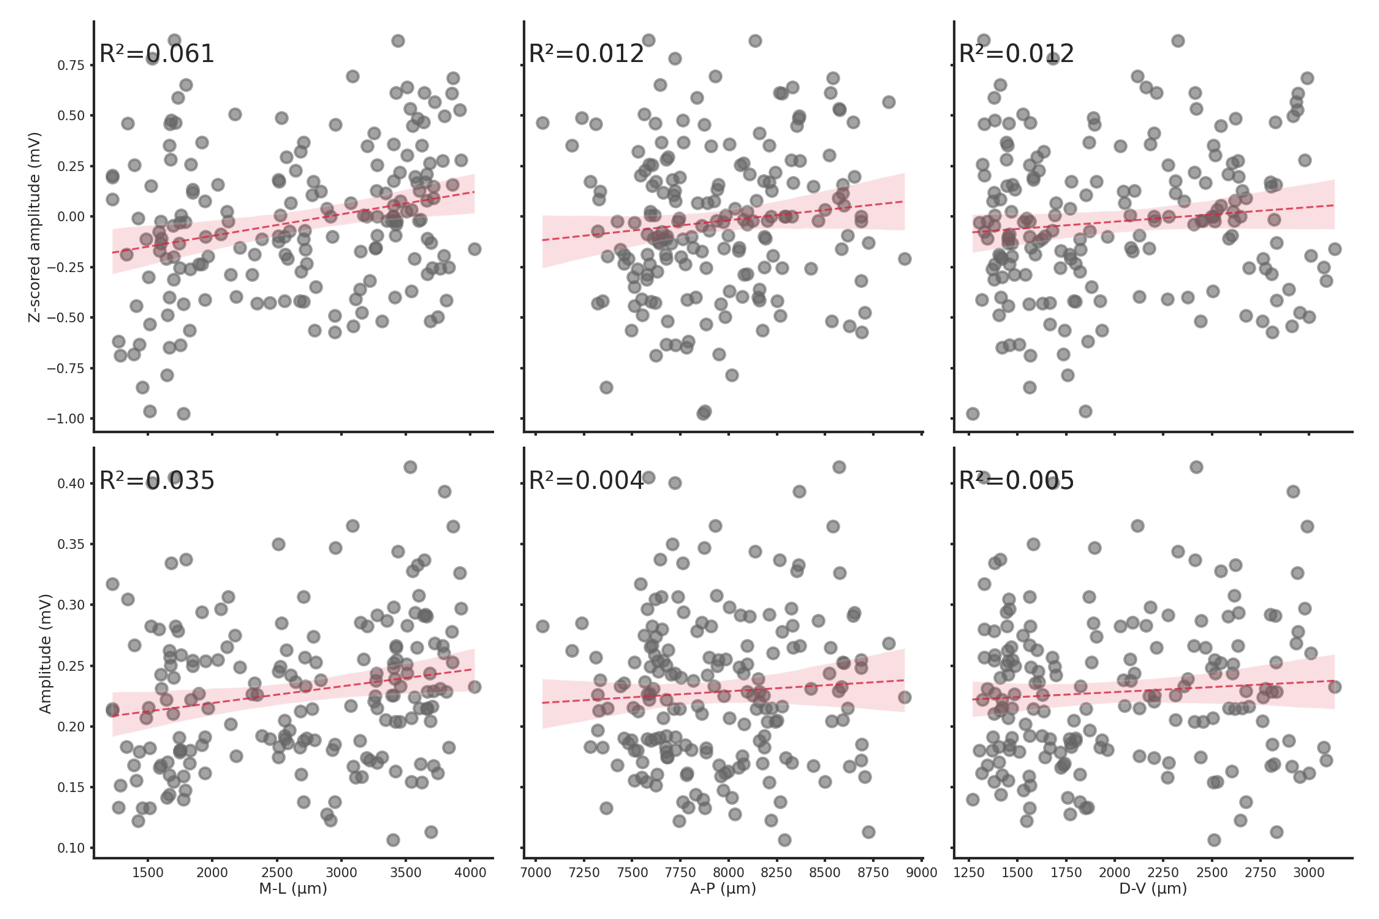 R²=0.061
R²=0.012
R²=0.012
0.75
0.50
0.25
0.00
−0.25
−0.50
−0.75
−1.00
Z-scored amplitude (mV)
R²=0.035
R²=0.004
R²=0.005
0.40
0.35
0.30
0.25
0.20
0.15
0.10
Amplitude (mV)
1500 2000 2500 3000 3500 4000
7000 7250 7500 7750 8000 8250 8500 8750 9000
1250 1500 1750 2000 2250 2500 2750 3000
M-L (μm)
A-P (μm)
D-V (μm)